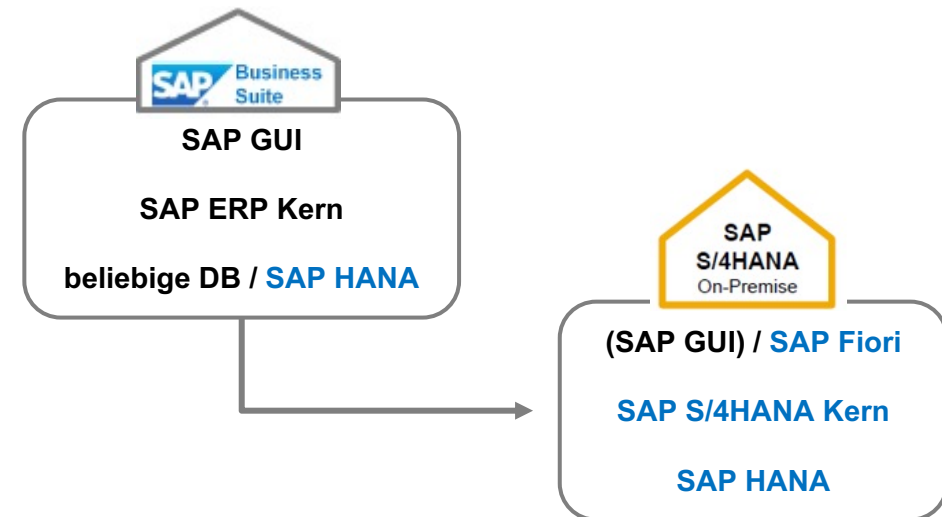 SAP Business
Suite
SAP GUI
SAP ERP Kern
beliebige DB / SAP HANA
SAP
S/4HANA
On-Premise
(SAP GUI) / SAP Fiori
SAP S/4HANA Kern
SAP HANA